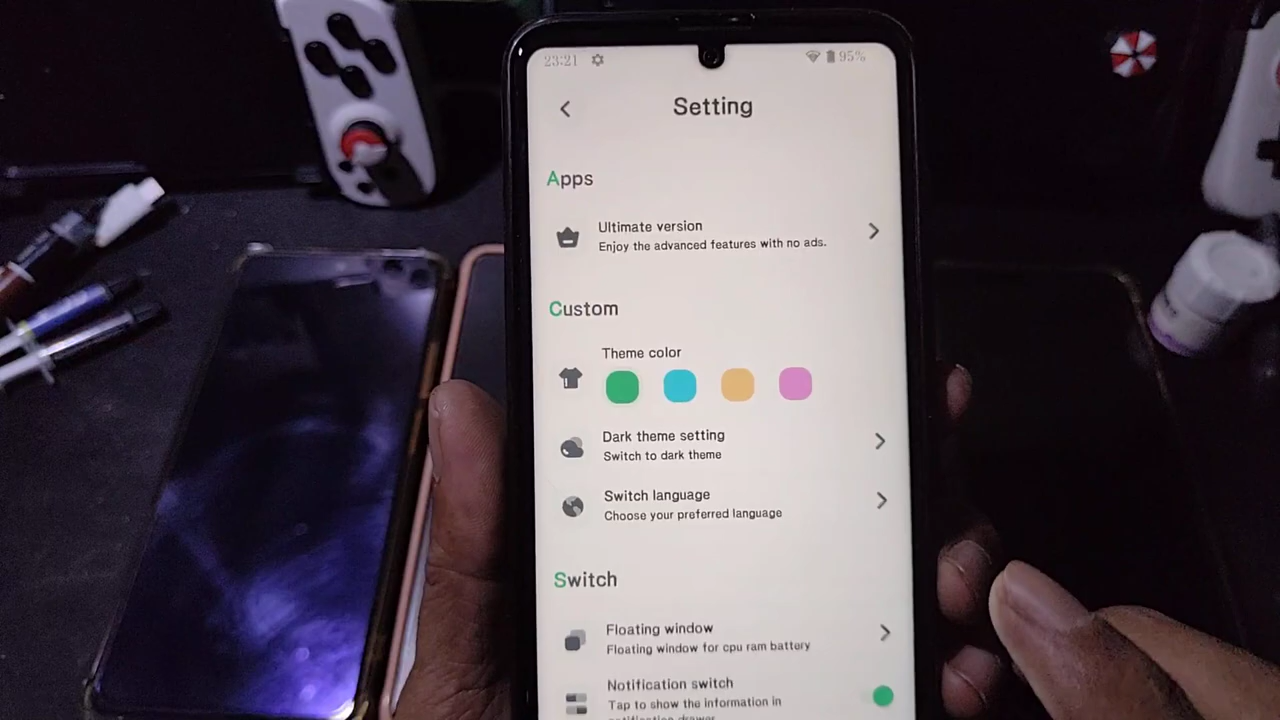 23:21 95%
Setting
Apps
Ultimate version
Enjoy the advanced features with no ads.
Custom
Theme color
Dark theme setting
Switch to dark theme
Switch language
Choose your preferred language
Switch
Floating window
Floating window for cpu ram battery
Notification switch
Tap to show the information in
notification drawer